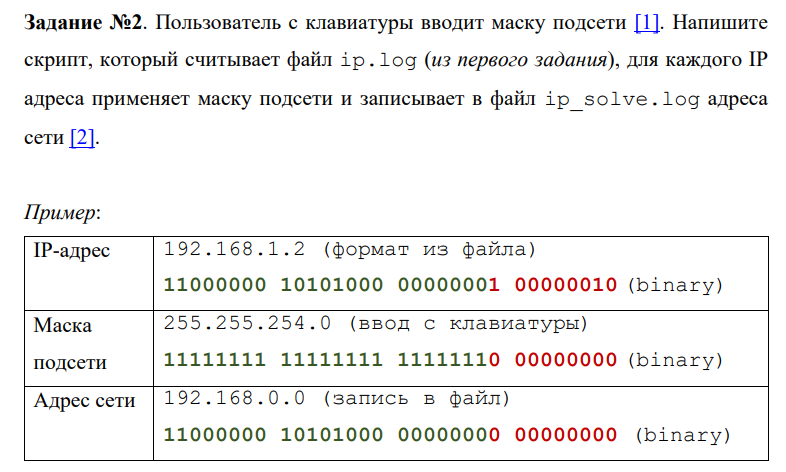 Задание №2. Пользователь с клавиатуры вводит маску подсети [1]. Напишите
скрипт, который считывает файл ip.log (из первого задания), для каждого IP
адреса применяет маску подсети и записывает в файл ip_solve.log адреса
сети [2].
Пример:
IP-адрес
192.168.1.2 (формат из файла)
11000000 10101000 00000001 00000010 (binary)
Маска
подсети
255.255.254.0 (ввод с клавиатуры)
11111111 11111111 11111110 00000000 (binary)
Адрес сети
192.168.0.0 (запись в файл)
11000000 10101000 00000000 00000000 (binary)